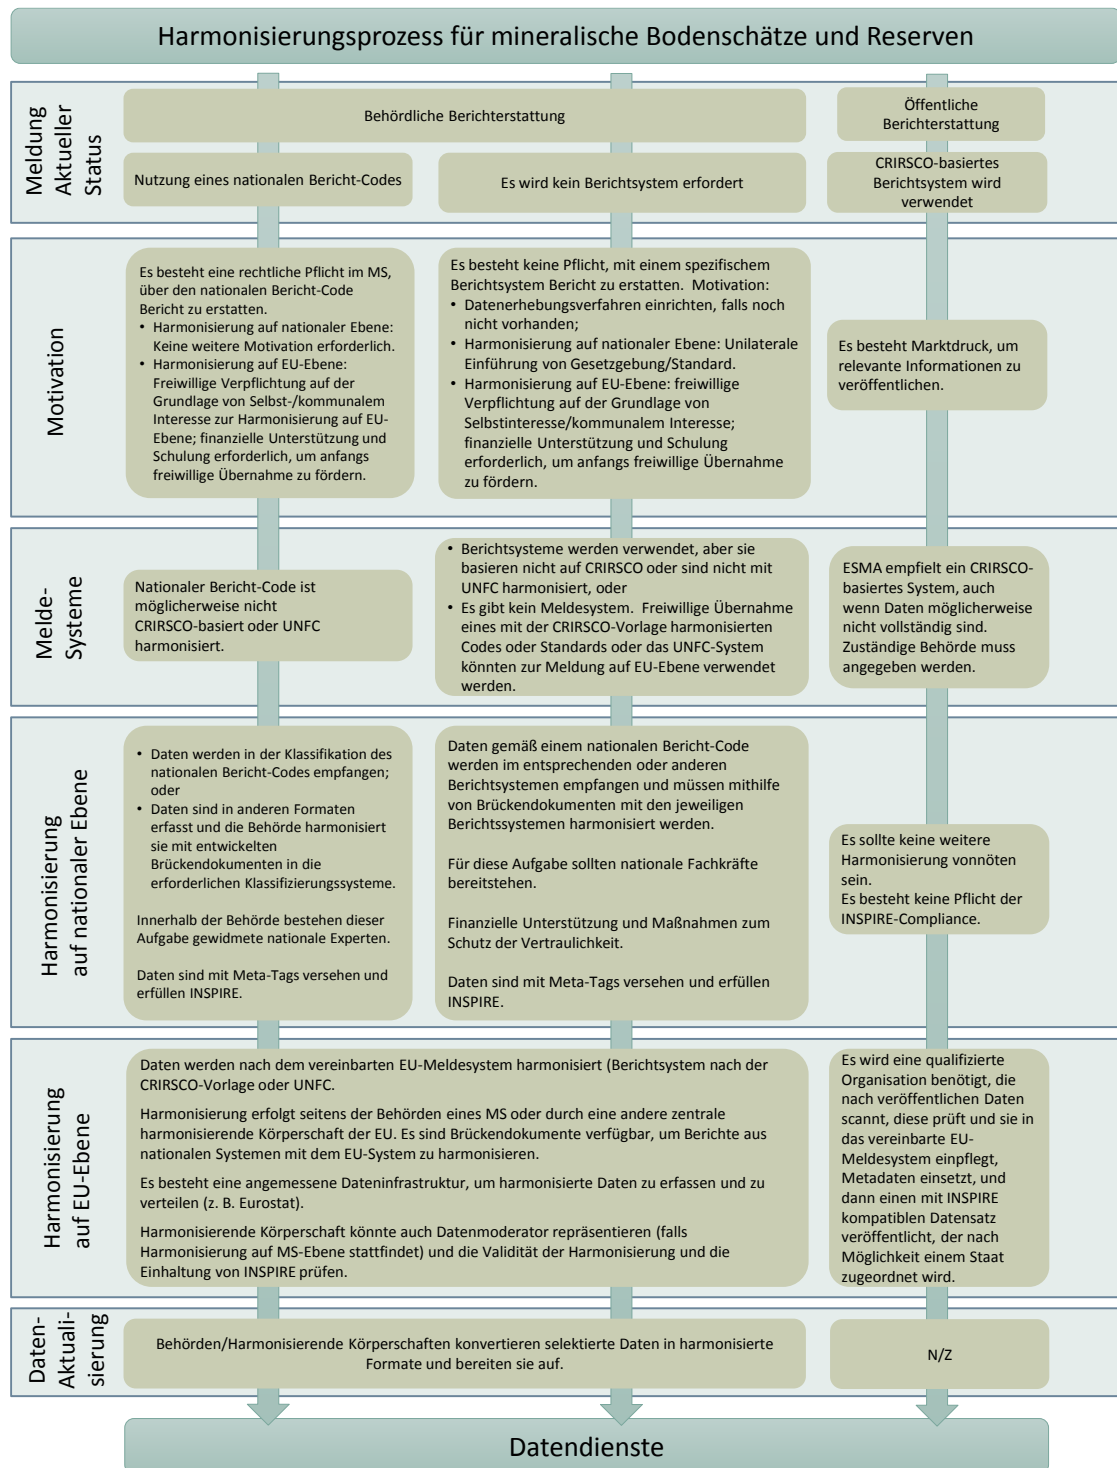 Harmonisierungsprozess für mineralische Bodenschätze und Reserven
Meldung
Aktueller
Status
Behördliche Berichterstattung
Öffentliche
Berichterstattung
Nutzung eines nationalen Bericht-Codes
Es wird kein Berichtsystem erfordert
CRIRSCO-basiertes
Berichtsystem wird
verwendet
Motivation
Es besteht eine rechtliche Pflicht im MS,
über den nationalen Bericht-Code
Bericht zu erstatten.
• Harmonisierung auf nationaler Ebene:
Keine weitere Motivation erforderlich.
• Harmonisierung auf EU-Ebene:
Freiwillige Verpflichtung auf der
Grundlage von Selbst-/kommunalem
Interesse zur Harmonisierung auf EU-
Ebene; finanzielle Unterstützung und
Schulung erforderlich, um anfangs
freiwillige Übernahme zu fördern.
Es besteht keine Pflicht, mit einem spezifischem
Berichtsystem Bericht zu erstatten. Motivation:
• Datenerhebungsverfahren einrichten, falls noch
nicht vorhanden;
• Harmonisierung auf nationaler Ebene: Unilaterale
Einführung von Gesetzgebung/Standard.
• Harmonisierung auf EU-Ebene: freiwillige
Verpflichtung auf der Grundlage von
Selbstinteresse/kommunalem Interesse;
finanzielle Unterstützung und Schulung
erforderlich, um anfangs freiwillige Übernahme
zu fördern.
Es besteht Marktdruck, um
relevante Informationen zu
veröffentlichen.
Melde-
Systeme
Nationaler Bericht-Code ist
möglicherweise nicht
CRIRSCO-basiert oder UNFC
harmonisiert.
• Berichtsysteme werden verwendet, aber sie
basieren nicht auf CRIRSCO oder sind nicht mit
UNFC harmonisiert, oder
• Es gibt kein Meldesystem. Freiwillige Übernahme
eines mit der CRIRSCO-Vorlage harmonisierten
Codes oder Standards oder das UNFC-System
könnten zur Meldung auf EU-Ebene verwendet
werden.
ESMA empfielt ein CRIRSCO-
basiertes System, auch
wenn Daten möglicherweise
nicht vollständig sind.
Zuständige Behörde muss
angegeben werden.
Harmonisierung
auf nationaler Ebene
• Daten werden in der Klassifikation des
nationalen Bericht-Codes empfangen;
oder
• Daten sind in anderen Formaten
erfasst und die Behörde harmonisiert
sie mit entwickelten
Brückendokumenten in die
erforderlichen Klassifizierungssysteme.
Innerhalb der Behörde bestehen dieser
Aufgabe gewidmete nationale Experten.
Daten sind mit Meta-Tags versehen und
erfüllen INSPIRE.
Daten gemäß einem nationalen Bericht-Code
werden im entsprechenden oder anderen
Berichtsystemen empfangen und müssen mithilfe
von Brückendokumenten mit den jeweiligen
Berichtssystemen harmonisiert werden.
Für diese Aufgabe sollten nationale Fachkräfte
bereitstehen.
Finanzielle Unterstützung und Maßnahmen zum
Schutz der Vertraulichkeit.
Daten sind mit Meta-Tags versehen und erfüllen
INSPIRE.
Es sollte keine weitere
Harmonisierung vonnöten
sein.
Es besteht keine Pflicht der
INSPIRE-Compliance.
Harmonisierung
auf EU-Ebene
Daten werden nach dem vereinbarten EU-Meldesystem harmonisiert (Berichtsystem nach der
CRIRSCO-Vorlage oder UNFC.
Harmonisierung erfolgt seitens der Behörden eines MS oder durch eine andere zentrale
harmonisierende Körperschaft der EU. Es sind Brückendokumente verfügbar, um Berichte aus
nationalen Systemen mit dem EU-System zu harmonisieren.
Es besteht eine angemessene Dateninfrastruktur, um harmonisierte Daten zu erfassen und zu
verteilen (z. B. Eurostat).
Harmonisierende Körperschaft könnte auch Datenmoderator repräsentieren (falls
Harmonisierung auf MS-Ebene stattfindet) und die Validität der Harmonisierung und die
Einhaltung von INSPIRE prüfen.
Es wird eine qualifizierte
Organisation benötigt, die
nach veröffentlichen Daten
scannt, diese prüft und sie in
das vereinbarte EU-
Meldesystem einpflegt,
Metadaten einsetzt, und
dann einen mit INSPIRE
kompatiblen Datensatz
veröffentlicht, der nach
Möglichkeit einem Staat
zugeordnet wird.
Daten-
Aktuali-
sierung
Behörden/Harmonisierende Körperschaften konvertieren selektierte Daten in harmonisierte
Formate und bereiten sie auf.
N/Z
Datendienste